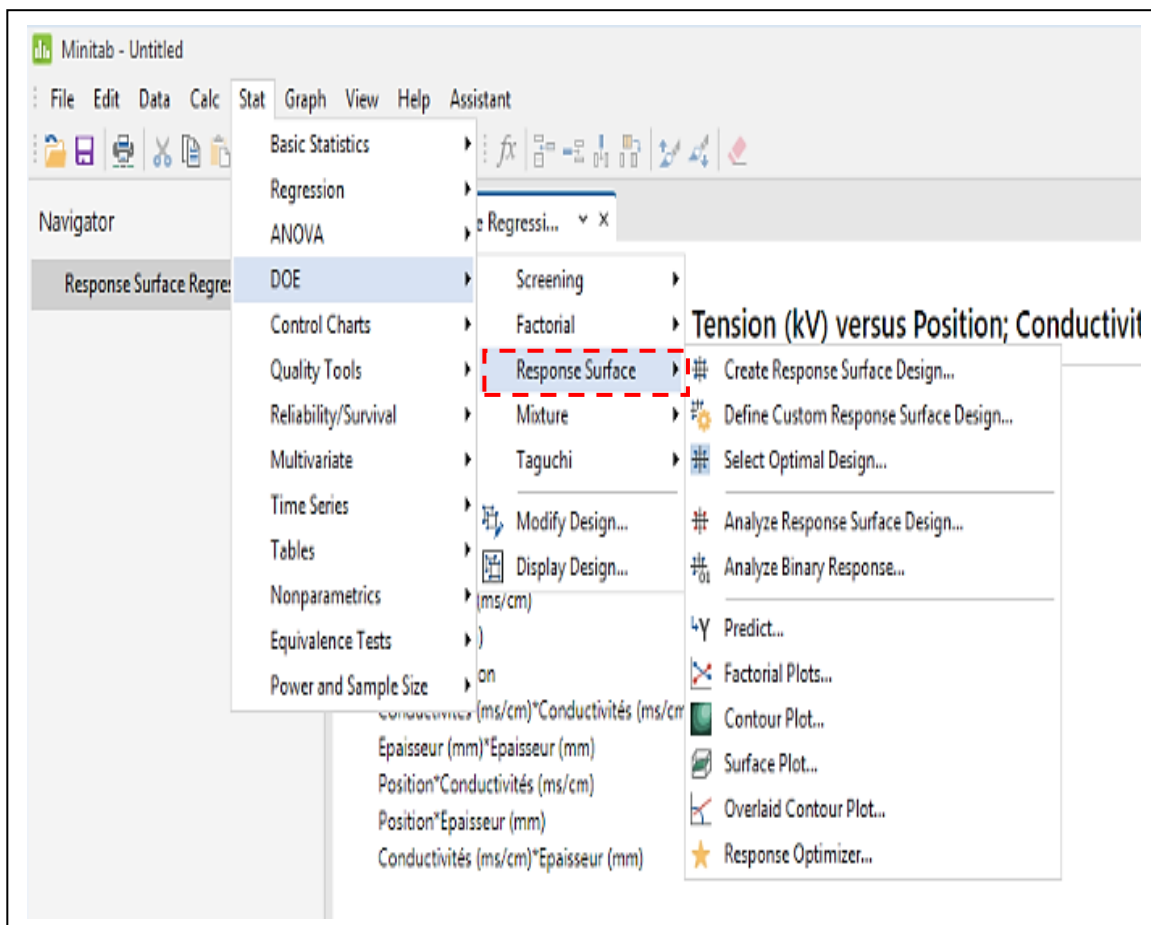 Minitab - Untitled
File Edit Data Calc Stat Graph View Help Assistant
fx
Navigator
Response Surface Regres
e Regressi...
Basic Statistics
Regression
ANOVA
DOE
Control Charts
Quality Tools
Reliability/Survival
Multivariate
Time Series
Tables
Nonparametrics
Equivalence Tests
Power and Sample Size
Screening
Factorial
Response Surface
Mixture
Taguchi
Modify Design...
Display Design...
Tension (kV) versus Position; Conductivit
Create Response Surface Design...
Define Custom Response Surface Design...
Select Optimal Design...
Analyze Response Surface Design...
Analyze Binary Response...
Predict...
Factorial Plots...
Contour Plot...
Surface Plot...
Overlaid Contour Plot...
Response Optimizer...
(ms/cm)
)
on
Conductivités (ms/cm)*Conductivités (ms/cm
Epaisseur (mm)*Epaisseur (mm)
Position*Conductivités (ms/cm)
Position*Epaisseur (mm)
Conductivités (ms/cm)*Epaisseur (mm)